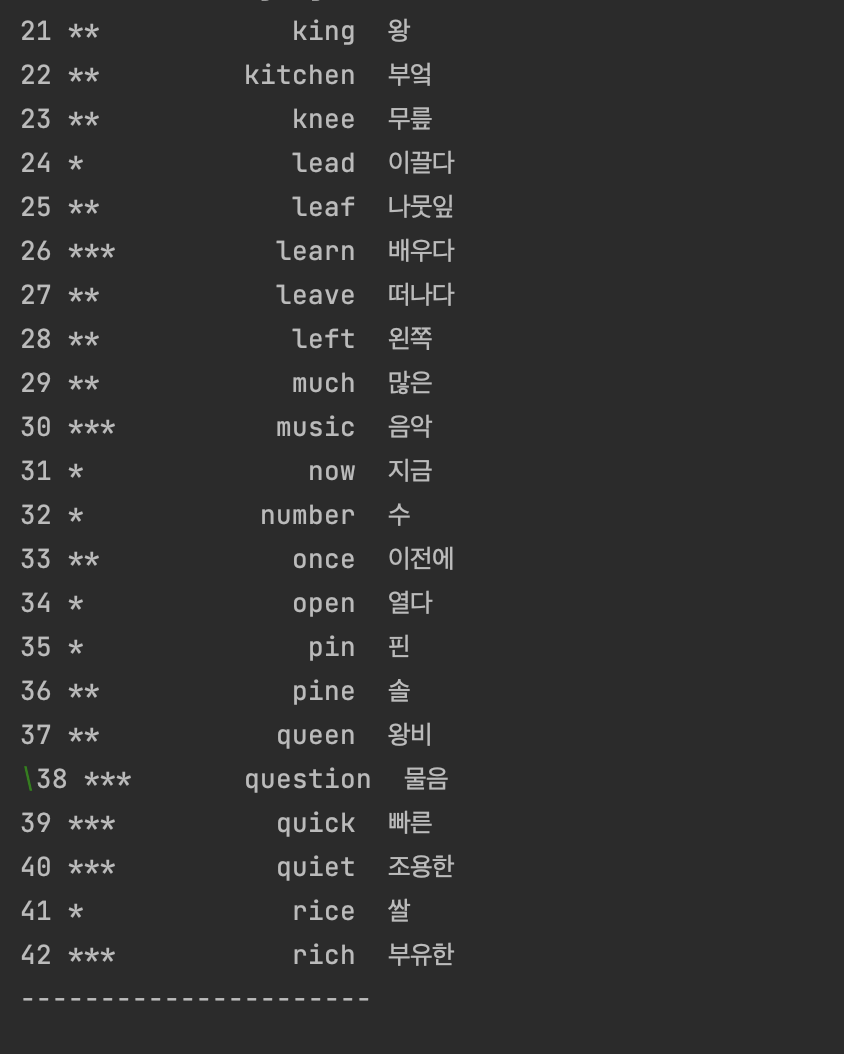 21 ** king 왕
22 ** kitchen 부엌
23 ** knee 무릎
24 * lead 이끌다
25 ** leaf 나뭇잎
26 *** learn 배우다
27 ** leave 떠나다
28 ** left 왼쪽
29 ** much 많은
30 *** music 음악
31 * now 지금
32 * number 수
33 ** once 이전에
34 * open 열다
35 * pin 핀
36 ** pine 솔
37 ** queen 왕비
\38 *** question 물음
39 *** quick 빠른
40 *** quiet 조용한
41 * rice 쌀
42 *** rich 부유한
----------------------